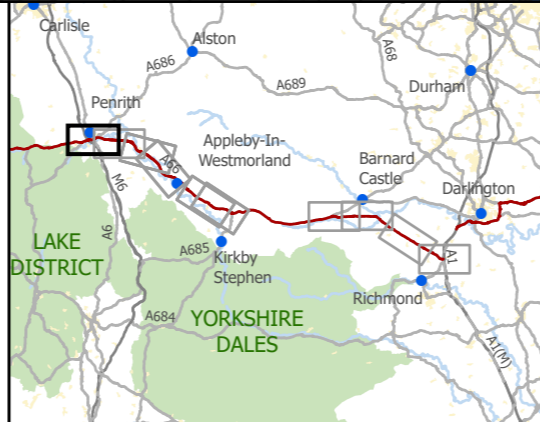 Carlisle
Alston
A686
A68
A689
Durham
Penrith
Appleby-In-
Westmorland
A66
Barnard
Castle
Darlington
M6
A6
LAKE
DISTRICT
A685
Kirkby
Stephen
A1
Richmond
A684
YORKSHIRE
DALES
A1(M)